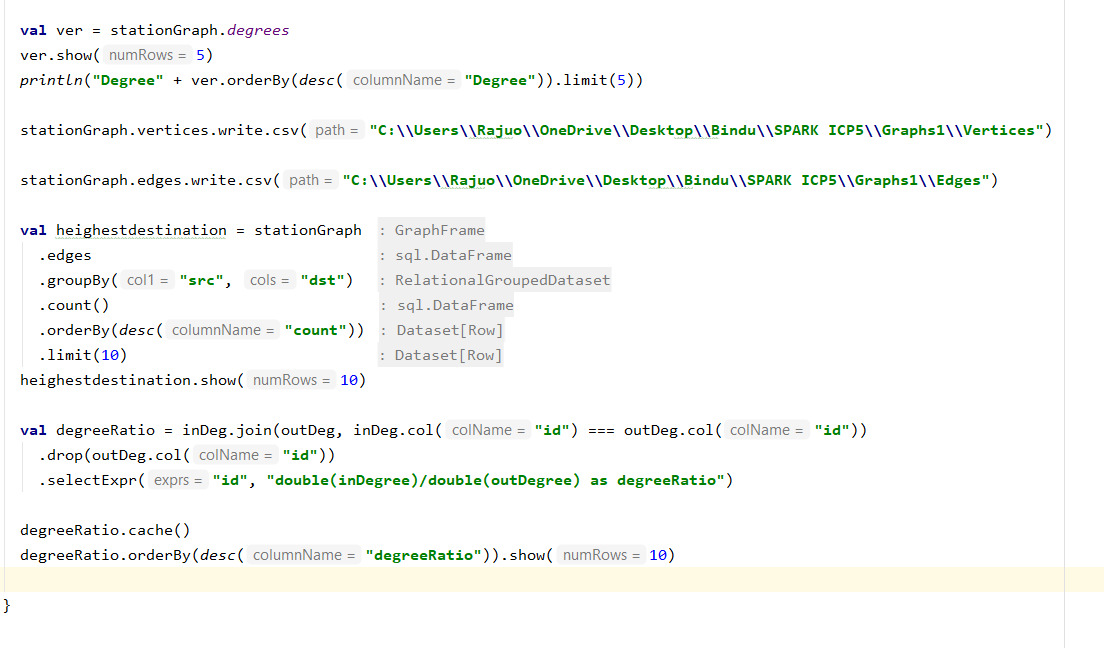 val ver = stationGraph.degrees
ver.show( numRows = 5)
println("Degree" + ver.orderBy(desc( columnName = "Degree")).limit(5))
stationGraph.vertices.write.csv( path = "C:\\Users\\Rajuo\\OneDrive\\Desktop\\Bindu\\SPARK ICP5\\Graphs1\\Vertices")
stationGraph.edges.write.csv( path = "C:\\Users\\Rajuo\\OneDrive\\Desktop\\Bindu\\SPARK ICP5\\Graphs1\\Edges")
val heighestdestination = stationGraph : GraphFrame
.edges : sql.DataFrame
.groupBy( col1 = "src", cols = "dst") : RelationalGroupedDataset
.count() : sql.DataFrame
.orderBy(desc( columnName = "count")) : Dataset[Row]
.limit(10) : Dataset[Row]
heighestdestination.show( numRows = 10)
val degreeRatio = inDeg.join(outDeg, inDeg.col( colName = "id") === outDeg.col( colName = "id"))
.drop(outDeg.col( colName = "id"))
.selectExpr( exprs = "id", "double(inDegree)/double(outDegree) as degreeRatio")
degreeRatio.cache()
degreeRatio.orderBy(desc( columnName = "degreeRatio")).show( numRows = 10)
}